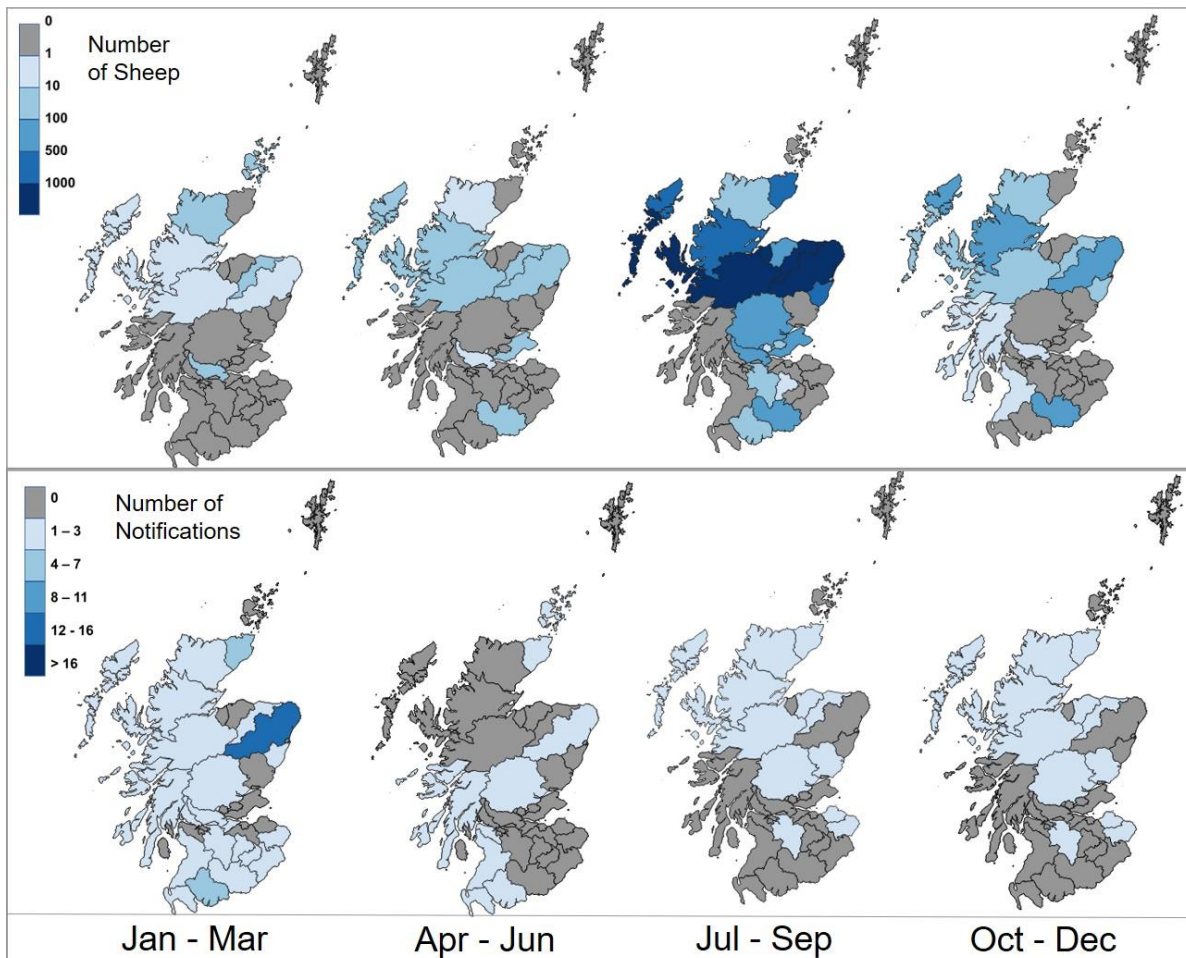 0
Number
of Sheep
1
10
100
500
1000
0
Number of
Notifications
1 – 3
4 – 7
8 – 11
12 - 16
> 16
Jan - Mar
Apr - Jun
Jul - Sep
Oct - Dec